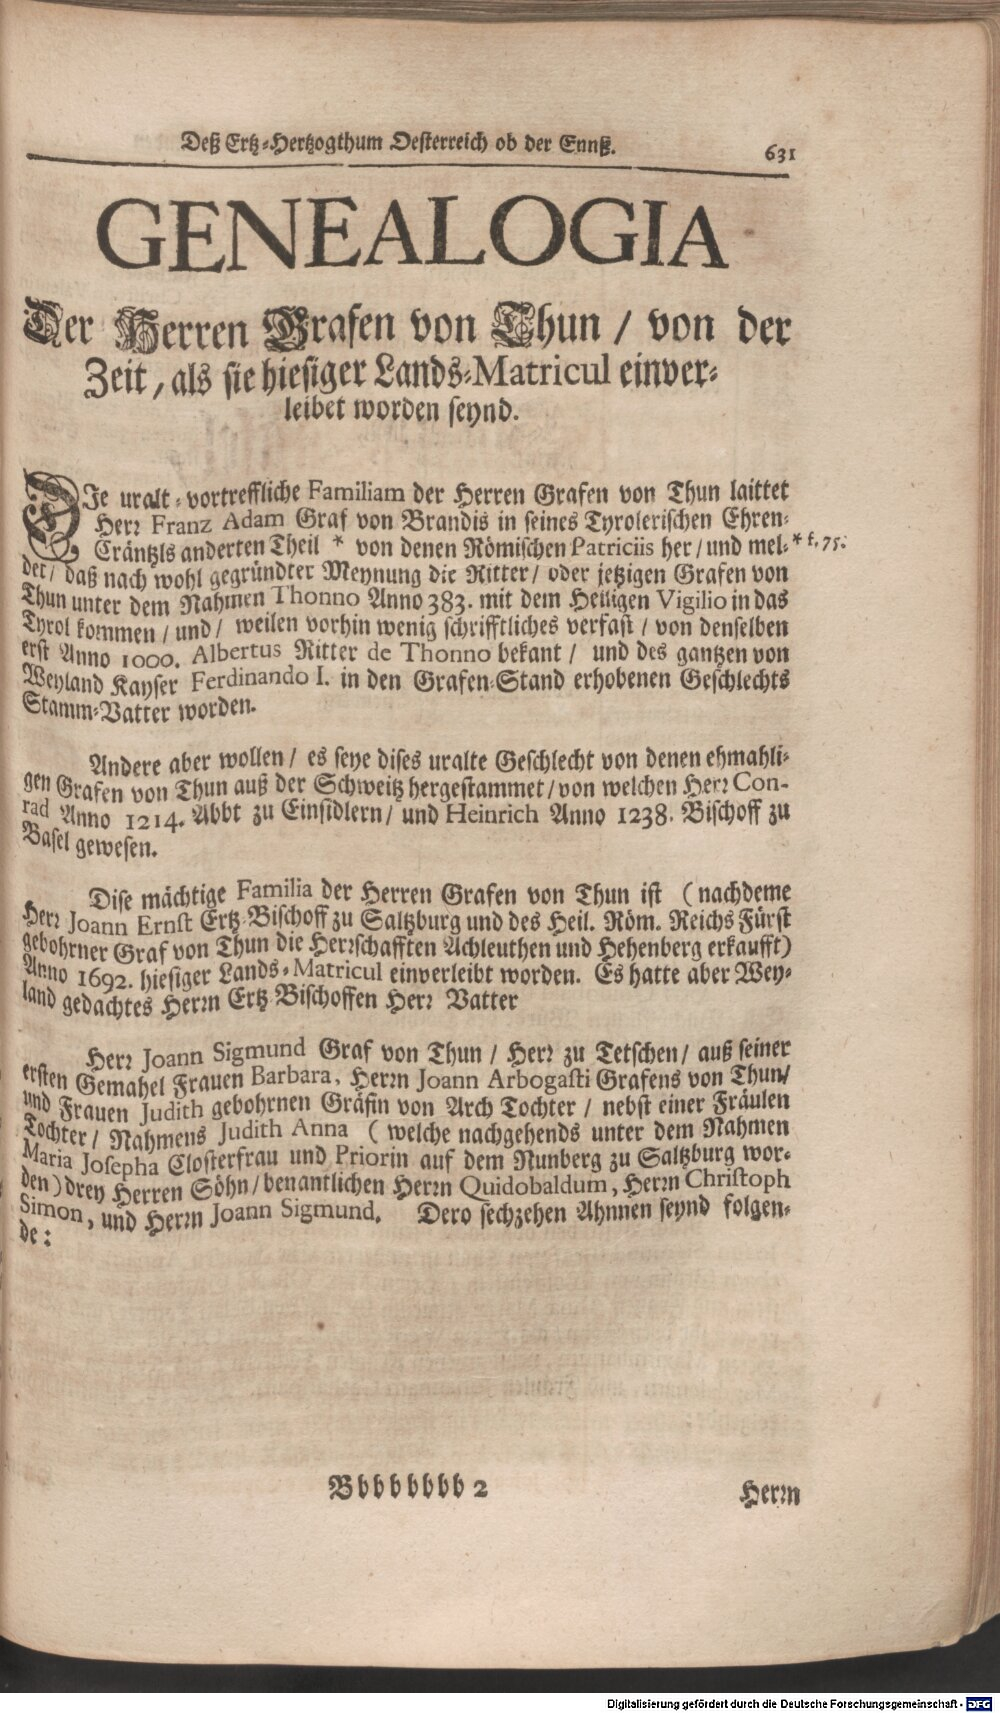 Deß Ertz-Hertzogthum Oesterreich ob der Ennß.
631
GENEALOGIA
Der Herren Grafen von Thun / von der
Zeit, als sie hiesiger Lands-Matricul einver-
leibet worden seynd.
DIe uralt-vortreffliche Familiam der Herren Grafen von Thun laittet
Herr Franz Adam Graf von Brandis in seines Tyrolerischen Ehren-
Cräntzls anderten Theil * von denen Römischen Patriciis her / und mel- * f. 75.
det / daß nach wohl gegründter Meynung die Ritter / oder jetzigen Grafen von
Thun unter dem Nahmen Thonno Anno 383. mit dem Heiligen Vigilio in das
Tyrol kommen / und / weilen vorhin wenig schrifftliches verfast / von denselben
erst Anno 1000. Albertus Ritter de Thonno bekant / und des gantzen von
Weyland Kayser Ferdinando I. in den Grafen-Stand erhobenen Geschlechts
Stamm-Vatter worden.
Andere aber wollen / es seye dises uralte Geschlecht von denen ehmahli-
gen Grafen von Thun auß der Schweitz hergestammet / von welchen Herr Con-
rad Anno 1214. Abbt zu Einsidlern / und Heinrich Anno 1238. Bischoff zu
Basel gewesen.
Dise mächtige Familia der Herren Grafen von Thun ist ( nachdeme
Herr Joann Ernst Ertz-Bischoff zu Saltzburg und des Heil. Röm. Reichs Fürst
gebohrner Graf von Thun die Herrschafften Achleuthen und Hehenberg erkaufft)
Anno 1692. hiesiger Lands-Matricul einverleibt worden. Es hatte aber Wey-
land gedachtes Herrn Ertz-Bischoffen Herr Vatter
Herr Joann Sigmund Graf von Thun / Herr zu Tetschen / auß seiner
ersten Gemahel Frauen Barbara, Herrn Joann Arbogasti Grafens von Thun/
und Frauen Judith gebohrnen Gräfin von Arch Tochter / nebst einer Fräulen
Tochter / Nahmens Judith Anna ( welche nachgehends unter dem Nahmen
Maria Josepha Closterfrau und Priorin auf dem Nunberg zu Saltzburg wor-
den ) drey Herren Söhn / benantlichen Herrn Quidobaldum, Herrn Christoph
Simon, und Herrn Joann Sigmund. Dero sechzehen Ahnnen seynd folgen-
de :
Bbbbbbbb 2
Herrn
Digitalisierung gefördert durch die Deutsche Forschungsgemeinschaft - DFG